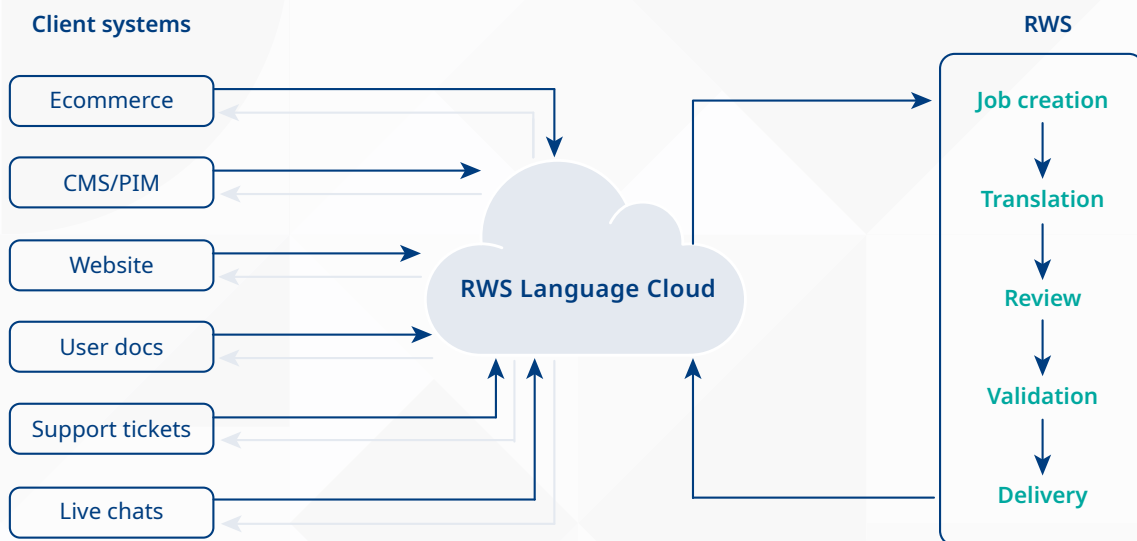 Client systems
Ecommerce
CMS/PIM
Website
User docs
Support tickets
Live chats
RWS Language Cloud
RWS
Job creation
Translation
Review
Validation
Delivery